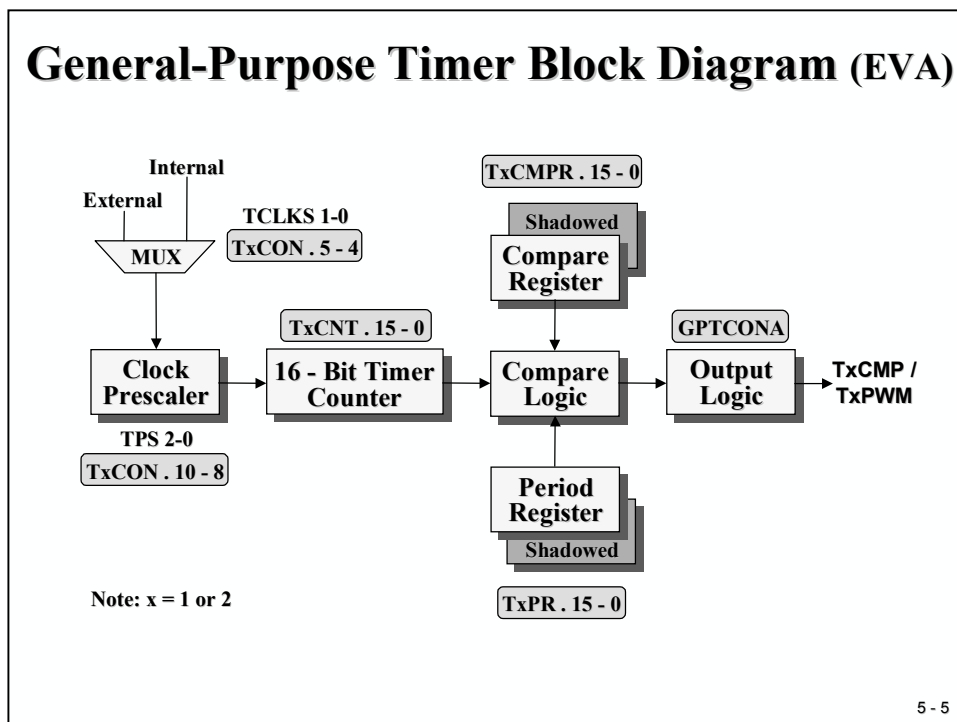 General-Purpose Timer Block Diagram (EVA)
Internal
External
MUX
TCLKS 1-0
TxCON . 5 - 4
TxCMPR . 15 - 0
Shadowed
Compare
Register
TxCNT . 15 - 0
GPTCONA
Clock
Prescaler
16 - Bit Timer
Counter
Compare
Logic
Output
Logic
TxCMP /
TxPWM
TPS 2-0
TxCON . 10 - 8
Period
Register
Shadowed
TxPR . 15 - 0
Note: x = 1 or 2
5 - 5